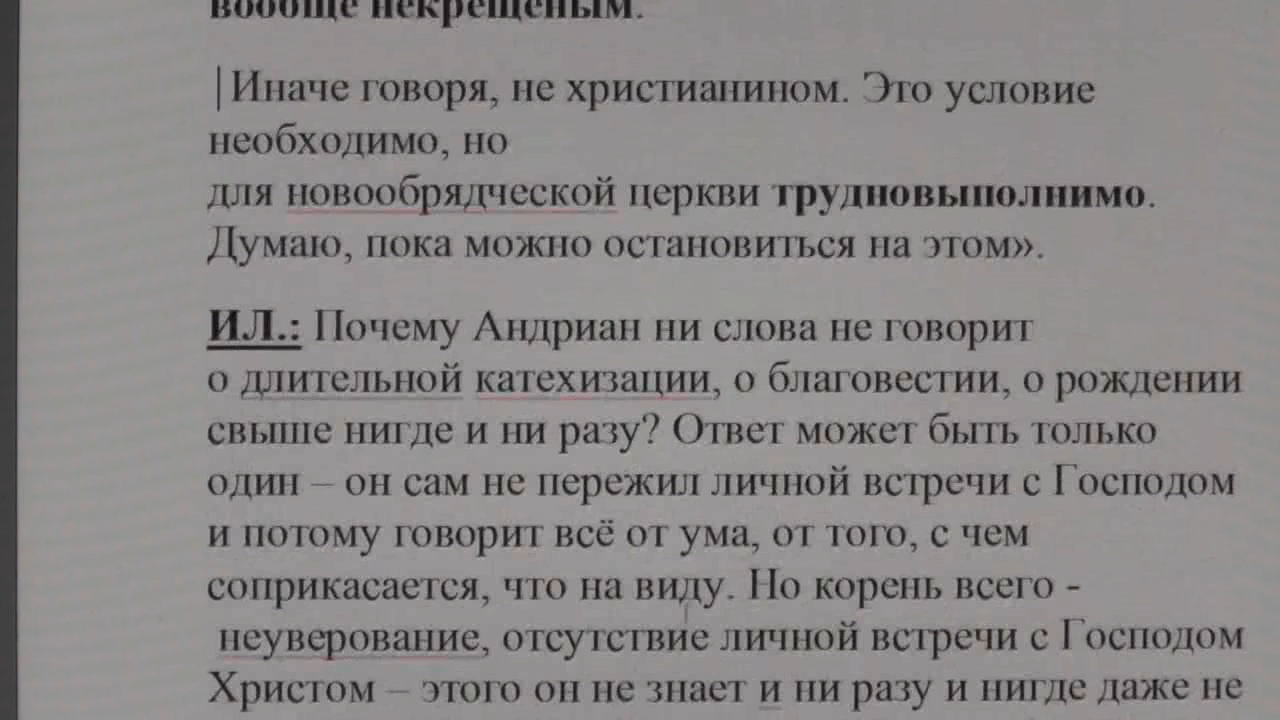 вообще некрещёным.
Иначе говоря, не христианином. Это условие
необходимо, но
для новообрядческой церкви трудновыполнимо.
Думаю, пока можно остановиться на этом».
ИЛ.: Почему Андриан ни слова не говорит
о длительной катехизации, о благовестии, о рождении
свыше нигде и ни разу? Ответ может быть только
один – он сам не пережил личной встречи с Господом
и потому говорит всё от ума, от того, с чем
соприкасается, что на виду. Но корень всего -
неуверование, отсутствие личной встречи с Господом
Христом – этого он не знает и ни разу и нигде даже не